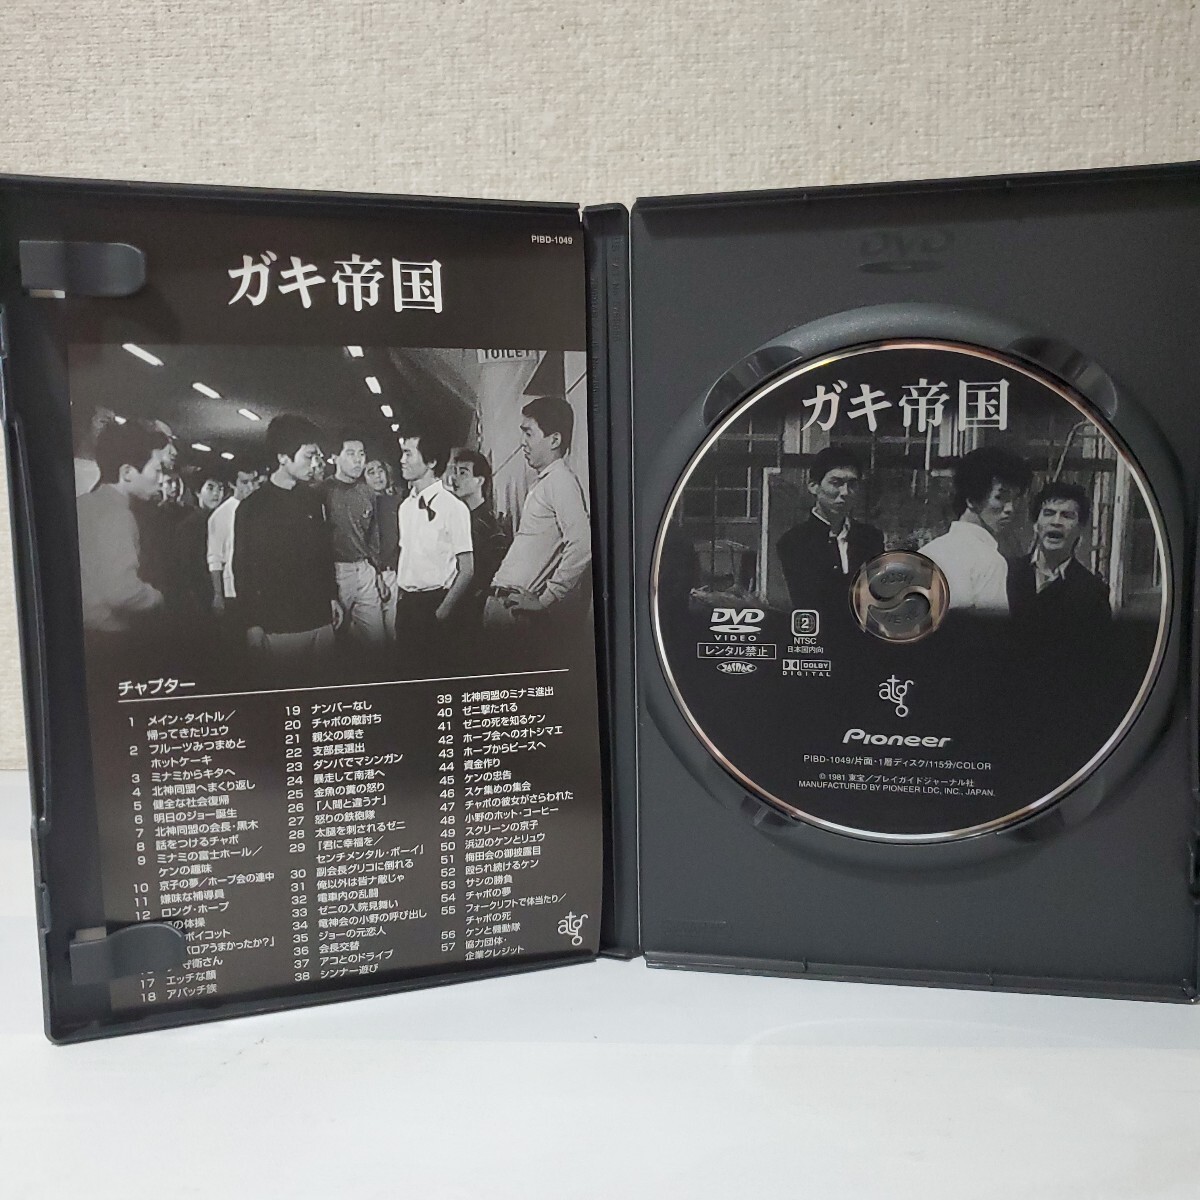 PIBD-1049
ガキ帝国
TOILET
チャプター
1 メイン・タイトル/
帰ってきたリュウ
2 フルーツみつまめと
ホットケーキ
3 ミナミからキタへ
4 北神同盟へまくり返し
5 健全な社会復帰
6 明日のジョー誕生
7 北神同盟の会長・黒木
8 話をつけるチャボ
9 ミナミの富士ホール/
ケンの趣味
10 京子の夢/ホープ会の連中
11 嫌味な補導員
12 ロング・ホープ
の体操
ボイコット
バロアうまかったか?」
守衛さん
17 エッチな顔
18 アパッチ族
19 ナンバーなし
20 チャボの敵討ち
21 親父の嘆き
22 支部長選出
23 ダンパでマシンガン
24 暴走して南港へ
25 金魚の糞の怒り
26 「人間と違うナ」
27 怒りの鉄砲隊
28 太腿を刺されるゼニ
29 「君に幸福を/
センチメンタル・ボーイ」
30 副会長グリコに倒れる
31 俺以外は皆ナ敵じゃ
32 電車内の乱闘
33 ゼニの入院見舞い
34 竜神会の小野の呼び出し
35 ジョーの元恋人
36 会長交替
37 アコとのドライブ
38 シンナー遊び
39 北神同盟のミナミ進出
40 ゼニ撃たれる
41 ゼニの死を知るケン
42 ホープ会へのオトシマエ
43 ホープからピースへ
44 資金作り
45 ケンの忠告
46 スケ集めの集会
47 チャボの彼女がさらわれた
48 小野のホット・コーヒー
49 スクリーンの京子
50 浜辺のケンとリュウ
51 梅田会の御披露目
52 殴られ続けるケン
53 サシの勝負
54 チャボの夢
55 フォークリフトで体当たり/
チャボの死
56 ケンと機動隊
57 協力団体・
企業クレジット
atg
DVD
ガキ帝国
DVD
VIDEO
レンタル禁止
2
NTSC
日本国内向
DOLBY
DIGITAL
atg
Pioneer
PIBD-1049/片面・1層ディスク/115分/COLOR
© 1981 東宝/プレイガイドジャーナル社
MANUFACTURED BY PIONEER LDC, INC., JAPAN.